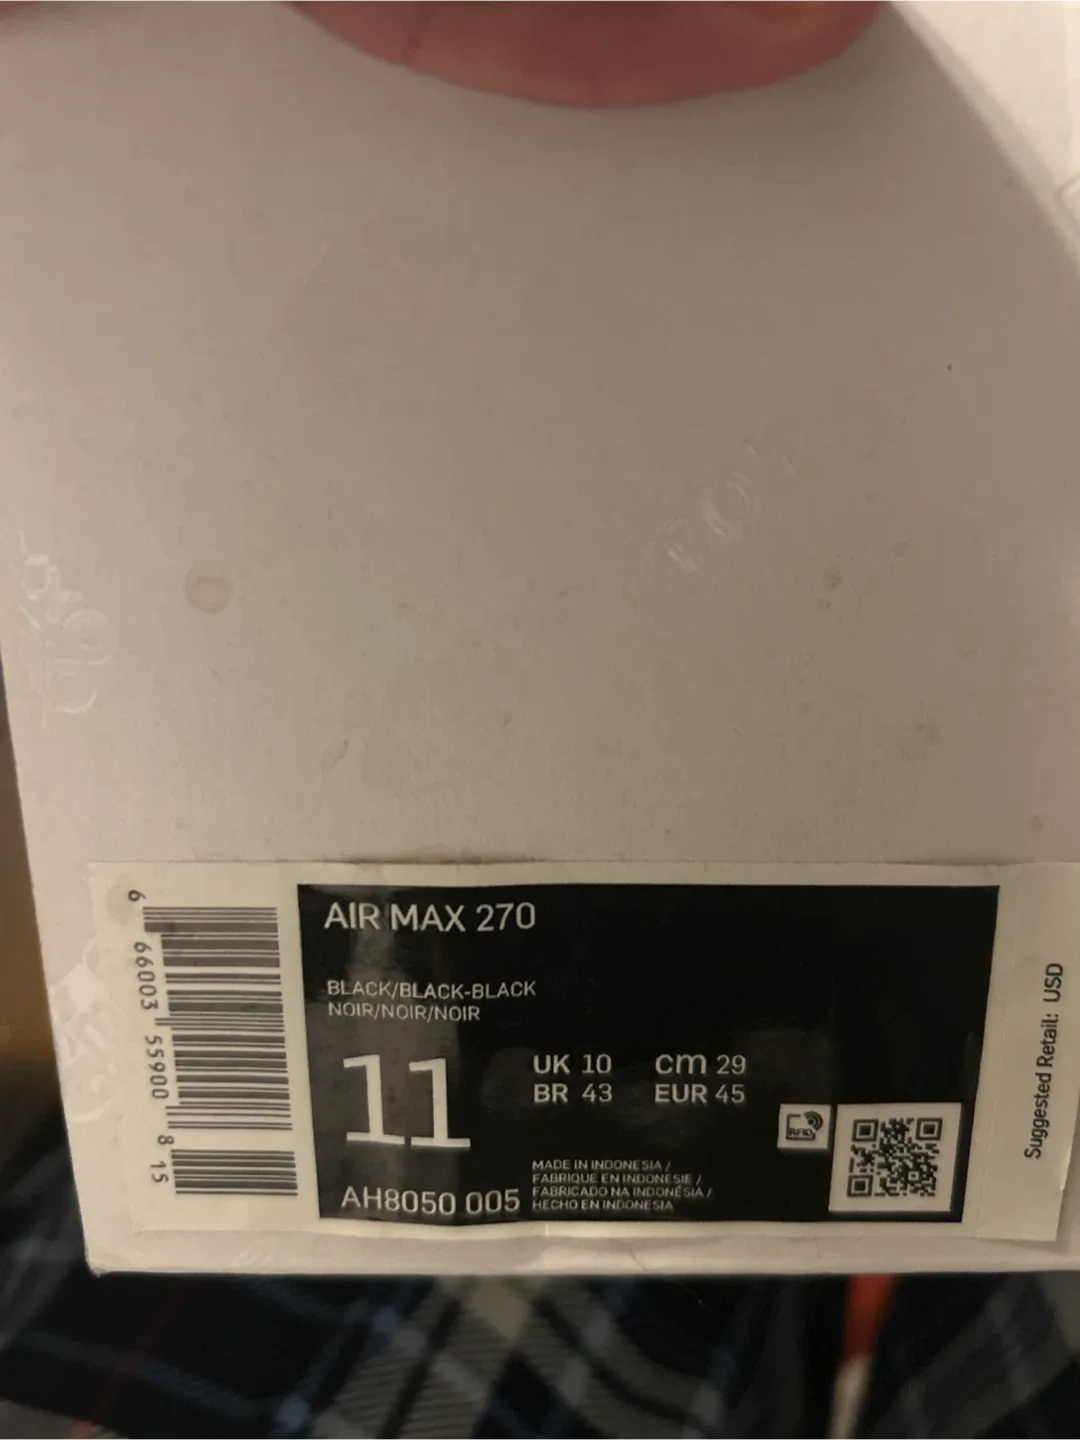 AIR MAX 270
BLACK/BLACK-BLACK
NOIR/NOIR/NOIR
11
UK 10 cm 29
BR 43 EUR 45
RFID
MADE IN INDONESIA /
FABRIQUE EN INDONESIE /
FABRICADO NA INDONÉSIA /
HECHO EN INDONESIA
AH8050 005
6 66003 55900 8 15
Suggested Retail: USD